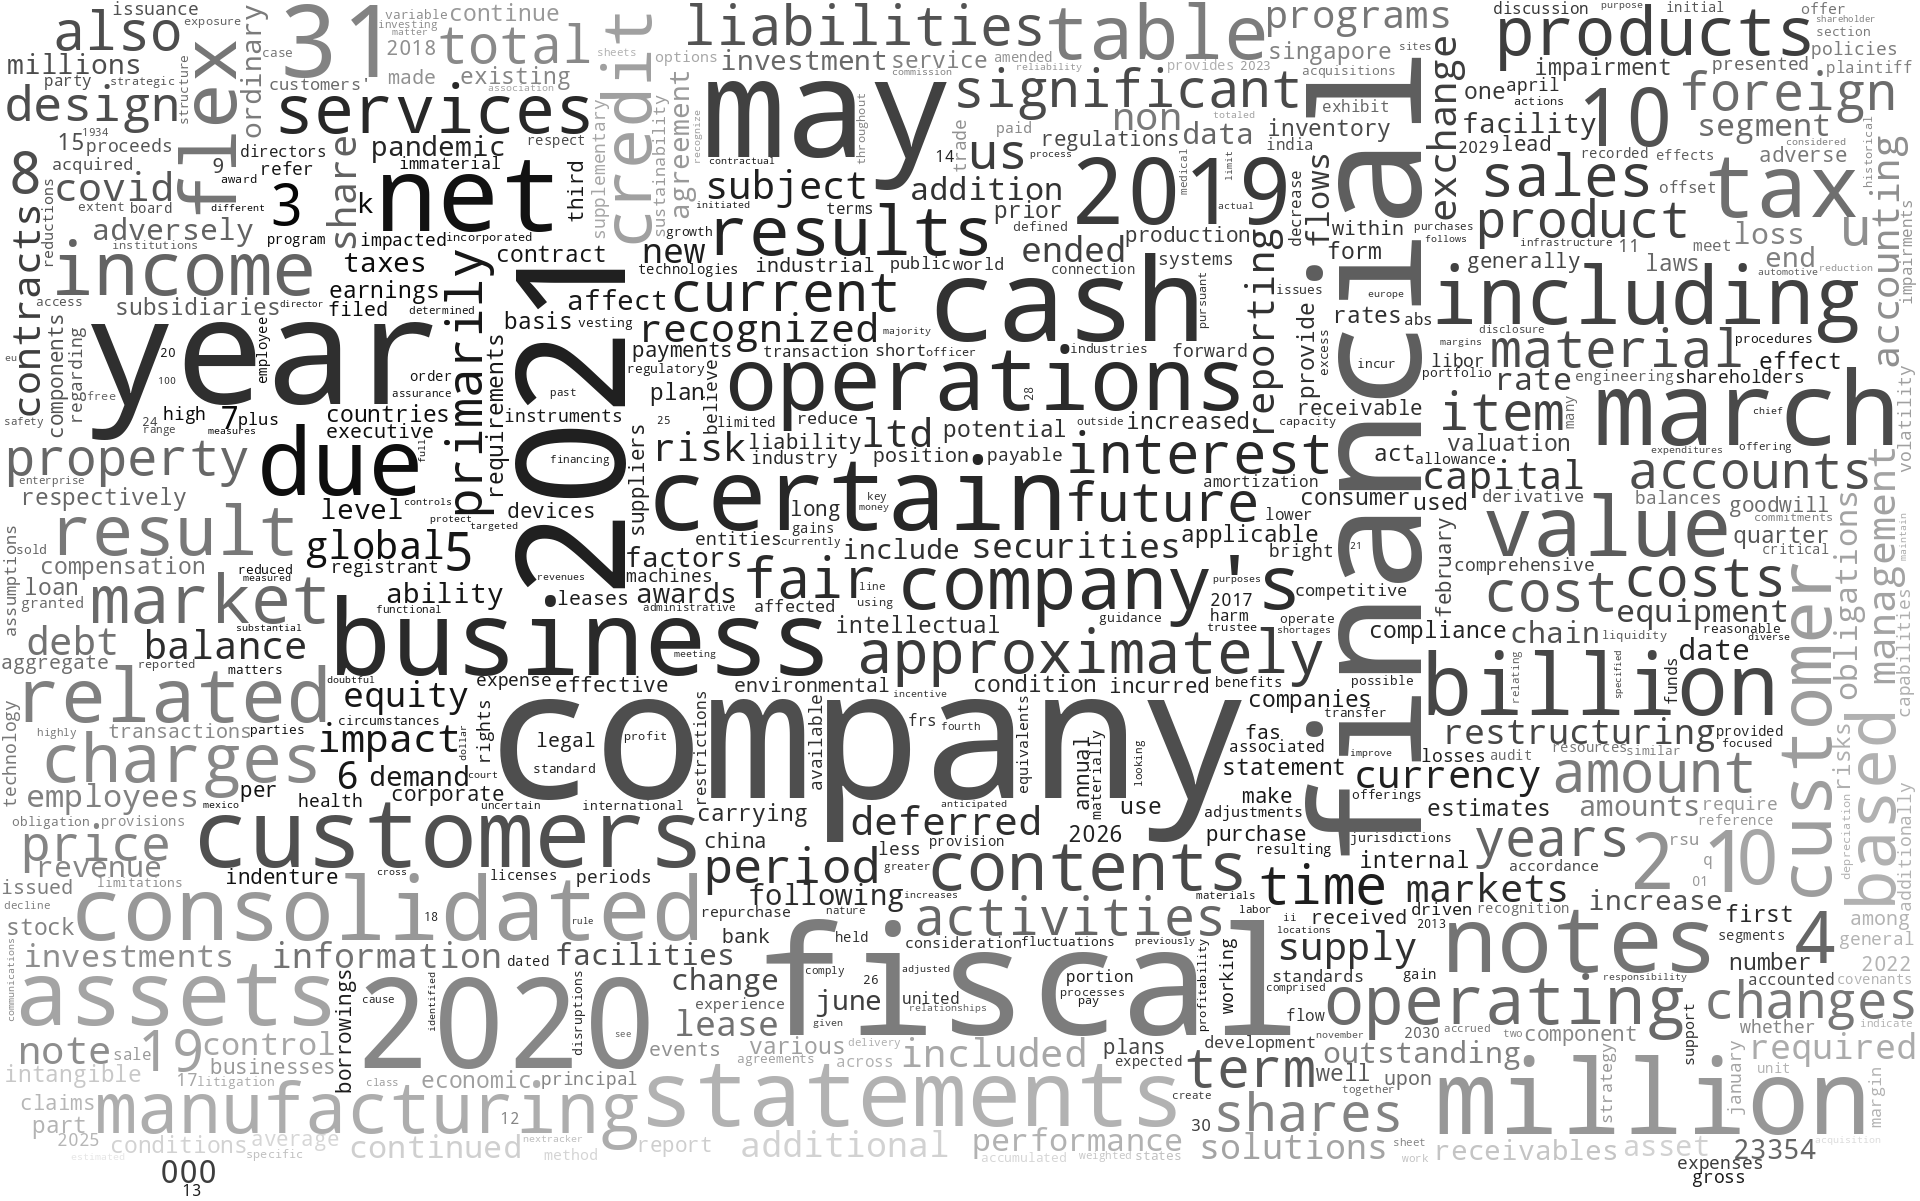 issuance exposure variable continue liabilities table programs discussion purpose initial offer
also 31 investing matter 2018 total credit options investment service amended singapore products shareholder section
millions flex ordinary case customers' made existing sheets commission reliability provides 2023 sites acquisitions impairment presented policies plaintiff
party strategic structure association may significant financial exchange one april actions 10 foreign
design services supplementary sustainability agreement recognize throughout non paid data totaled exhibit inventory facility segment
15 1934 proceeds directors share pandemic respect contractual trade regulations india 2029 lead recorded effects adverse considered historical
8 acquired 9 refer immaterial net third 14 us process medical limit flows sales offset tax accounting
covid award 3 k subject addition 2019 actual decrease product
contracts reductions extent board different initiated terms prior defined within purchases follows u
adversely program impacted incorporated growth results ended production reporting form infrastructure 11 meet loss
institutions taxes contract new technologies industrial public world connection systems issues generally laws end impairments
income access subsidiaries director earnings determined primarily 2021 affect current cash pursuant provide europe including automotive reduction
eu components regarding year filed basis vesting recognized majority rates abs disclosure margins procedures
20 employee requirements payments transaction short officer industries forward excess libor material effect
100 free order assurance regulatory plan believe operations 28 incur portfolio rate engineering shareholders
safety 24 range high 7 plus measures countries instruments past 25 limited reduce outside increased receivable capacity item many march chief volatility
executive due full suppliers risk liability ltd potential act valuation expenditures offering
property enterprise financing industry position payable interest allowance capital accounts
respectively level controls devices certain key money amortization consumer used derivative balances goodwill management
assumptions sold result protect targeted long gains future lower february value commitments obligations maintain
global 5 entities currently include securities applicable bright 21 quarter critical
compensation registrant factors comprehensive
loan reduced measured revenues machines fair line using company's purposes competitive cost costs
granted market ability functional leases awards administrative affected 2017 equipment customer capabilities
debt substantial balance business intellectual guidance harm trustee operate shortages compliance chain liquidity reasonable diverse
aggregate reported matters meeting approximately date
related doubtful expense effective environmental incentive condition incurred benefits possible billion relating specified funds risks
technology equity rights restrictions company companies
highly transactions parties circumstances dollar legal profit available frs fourth equivalents transfer restructuring provided based
charges impact standard annual materially looking fas associated improve losses audit resources similar focused
6 demand court statement currency amount
employees per health corporate uncertain international anticipated use make offerings estimates amounts require depreciation additionally
obligation provisions mexico carrying deferred 2026 adjustments jurisdictions reference
price customers china less provision purchase resulting years 2 rsu 10
revenue indenture cross licenses periods period greater contents internal accordance q
issued limitations following increases materials time markets 01
decline consolidated 18 rule repurchase nature activities labor ii received driven recognition increase first among
stock bank held locations 2013 segments 4 general
communications investments information dated facilities consideration fluctuations previously supply notes number 2022
borrowings change fiscal comply 26 adjusted portion profitability working standards gain responsibility accounted covenants
assets 2020 cause identified disruptions experience june united processes comprised operating changes
given relationships pay flow support indicate
note sale 19 control see lease development november 2030 accrued two component whether
businesses events various delivery included plans outstanding required
intangible 17 litigation class economic principal agreements across expected term well upon strategy january unit
claims manufacturing statements create together million margin
part 12 30 shares
2025 conditions average continued nextracker report additional performance solutions sheet receivables asset 23354 acquisition
estimated specific method accumulated weighted states work expenses
000 gross
13